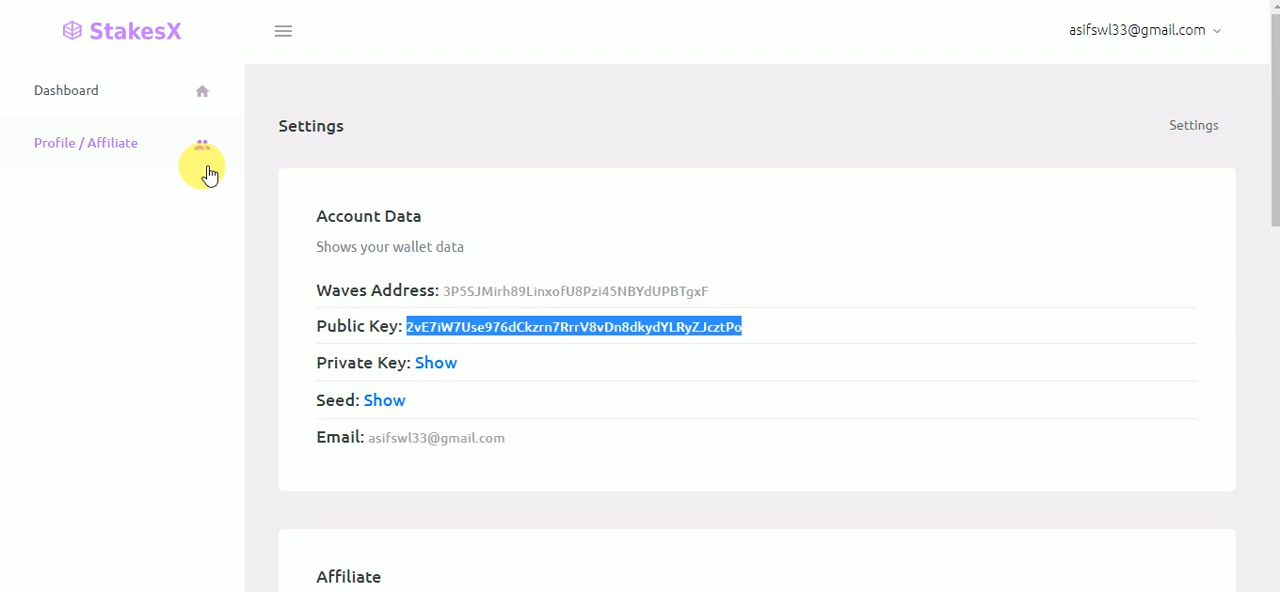 StakesX
asifswl33@gmail.com
Dashboard
Profile / Affiliate
Settings
Settings
Account Data
Shows your wallet data
Waves Address: 3P5SJMirh89LinxofU8Pzi45NBYdUPBTgxF
Public Key: 2vE7iW7Use976dCkzrn7RrrV8vDn8dkydYLRyZJcztPo
Private Key: Show
Seed: Show
Email: asifswl33@gmail.com
Affiliate